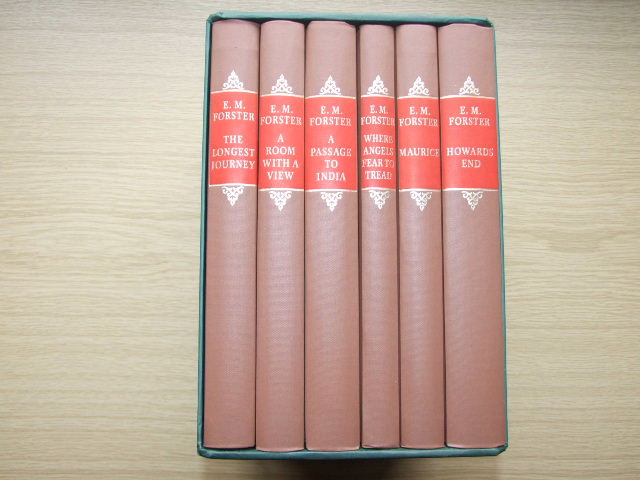 E. M.
FORSTER
THE
LONGEST
JOURNEY
E. M.
FORSTER
A
ROOM
WITH A
VIEW
E. M.
FORSTER
A
PASSAGE
TO
INDIA
E. M.
FORSTER
WHERE
ANGELS
FEAR TO
TREAD
E. M.
FORSTER
MAURICE
E. M.
FORSTER
HOWARDS
END